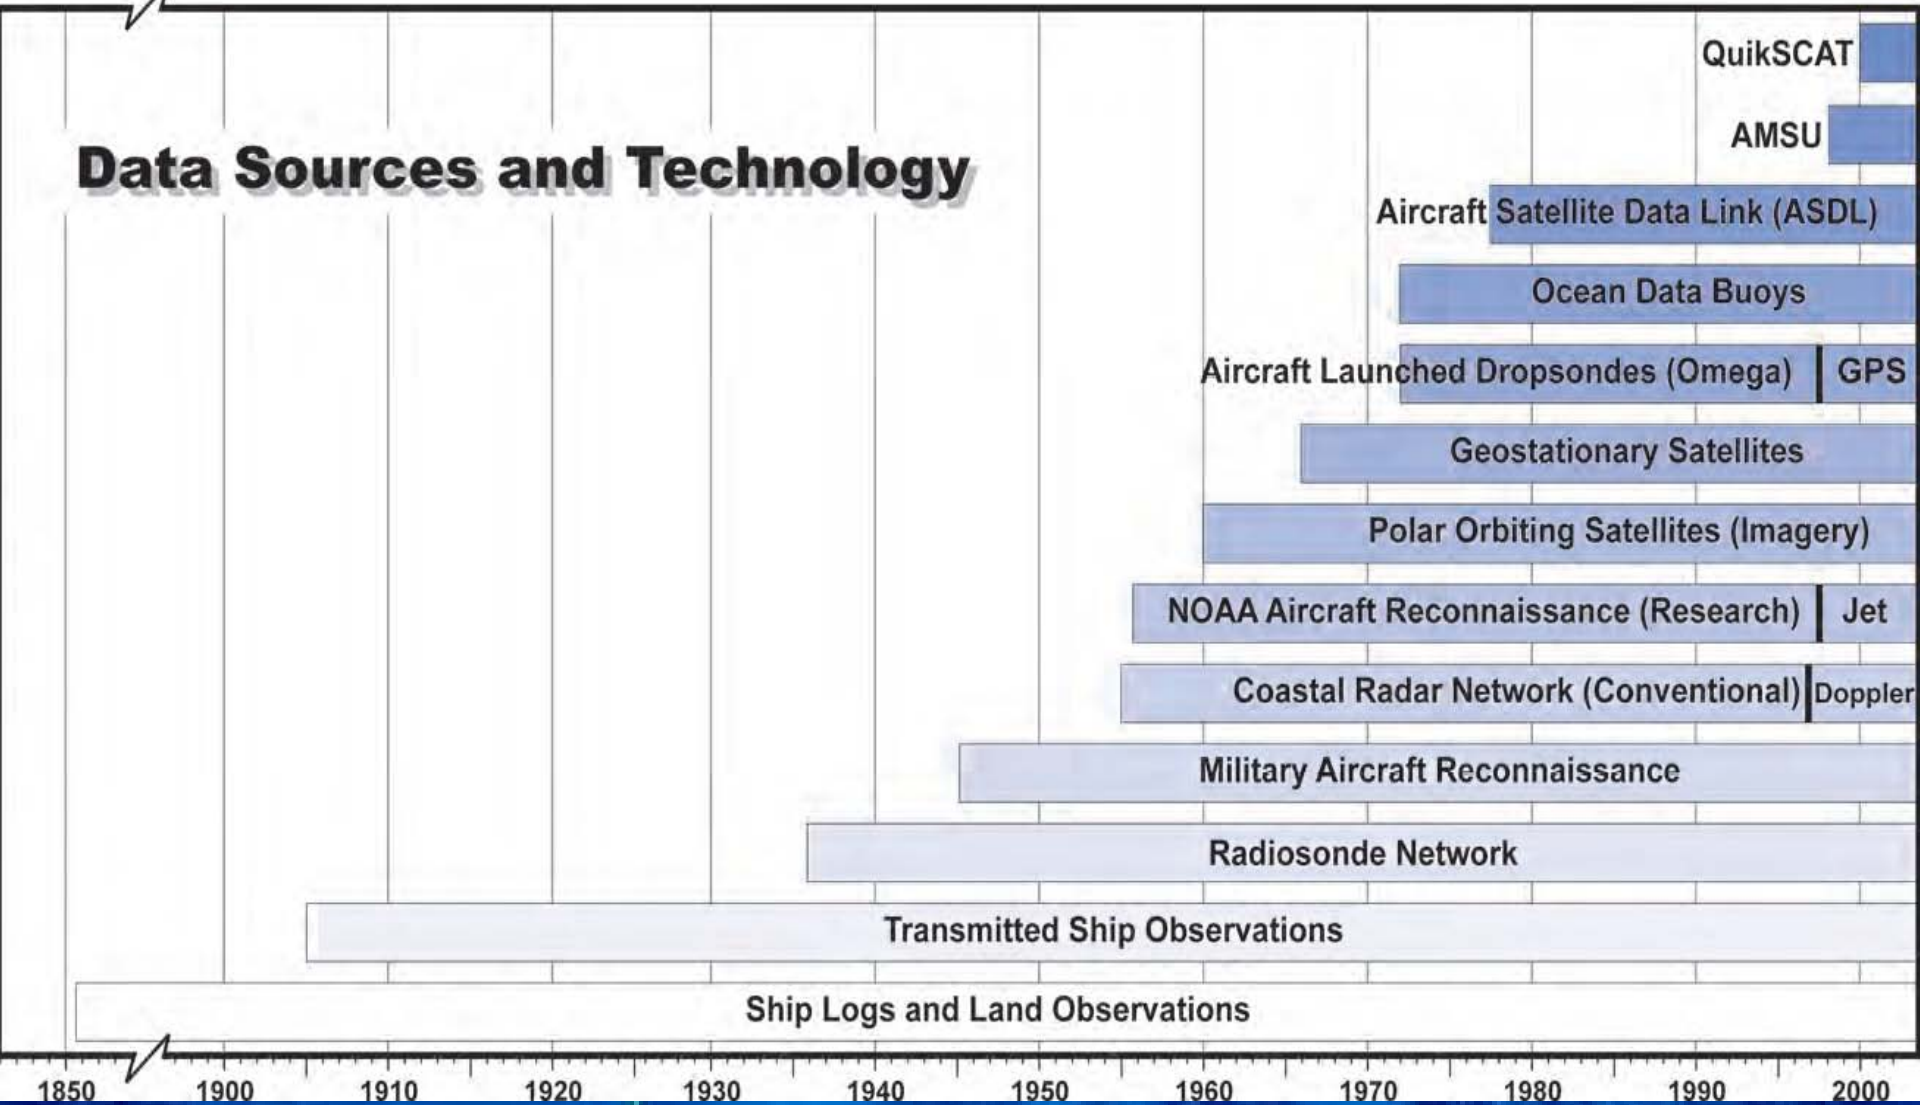 QuikSCAT
AMSU
Data Sources and Technology
Aircraft Satellite Data Link (ASDL)
Ocean Data Buoys
Aircraft Launched Dropsondes (Omega) GPS
Geostationary Satellites
Polar Orbiting Satellites (Imagery)
NOAA Aircraft Reconnaissance (Research) Jet
Coastal Radar Network (Conventional) Doppler
Military Aircraft Reconnaissance
Radiosonde Network
Transmitted Ship Observations
Ship Logs and Land Observations
1850 1900 1910 1920 1930 1940 1950 1960 1970 1980 1990 2000